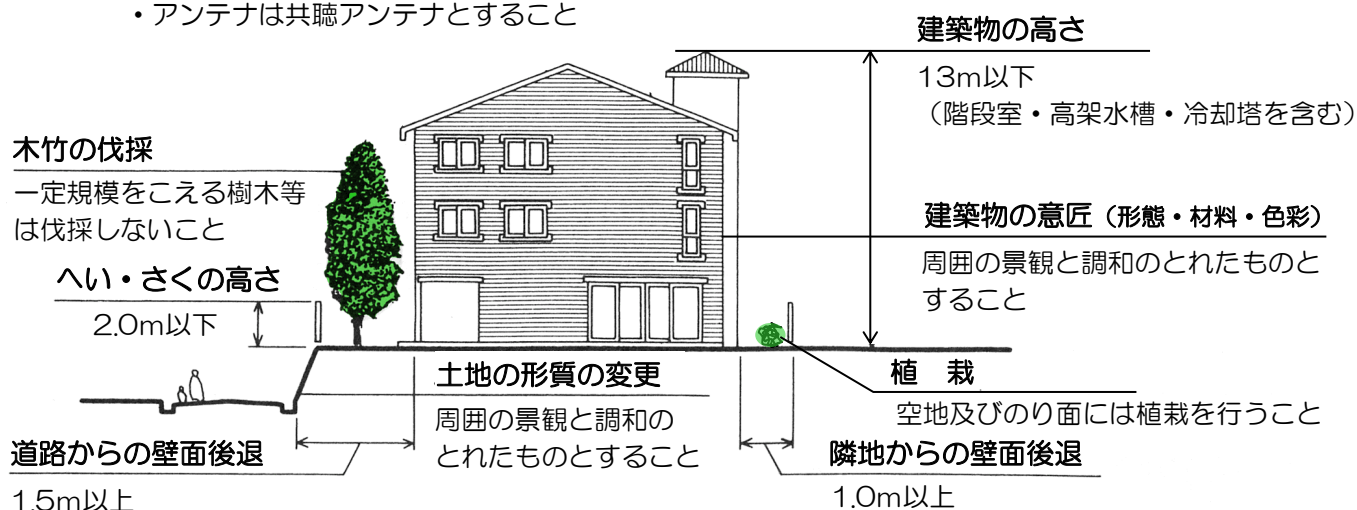 ・アンテナは共聴アンテナとすること
建築物の高さ
13m以下
（階段室・高架水槽・冷却塔を含む）
木竹の伐採
一定規模をこえる樹木等
は伐採しないこと
建築物の意匠（形態・材料・色彩）
周囲の景観と調和のとれたものと
すること
へい・さくの高さ
2.0m以下
土地の形質の変更
周囲の景観と調和の
とれたものとすること
植　栽
空地及びのり面には植栽を行うこと
道路からの壁面後退
1.5m以上
隣地からの壁面後退
1.0m以上